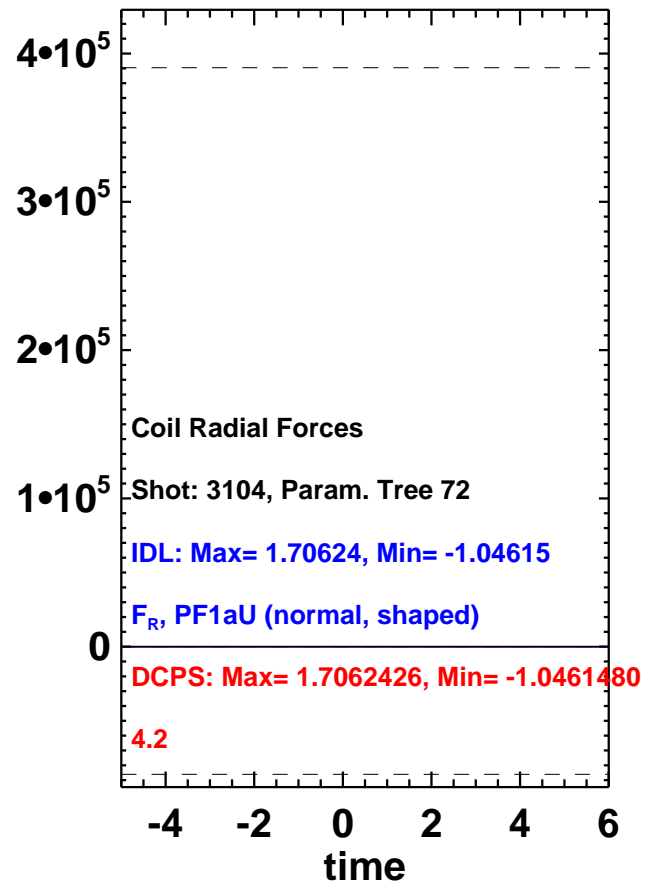 4•10⁵
3•10⁵
2•10⁵
Coil Radial Forces
1•10⁵
Shot: 3104, Param. Tree 72
IDL: Max= 1.70624, Min= -1.04615
F_R, PF1aU (normal, shaped)
0
DCPS: Max= 1.7062426, Min= -1.0461480
4.2
-4 -2 0 2 4 6
time